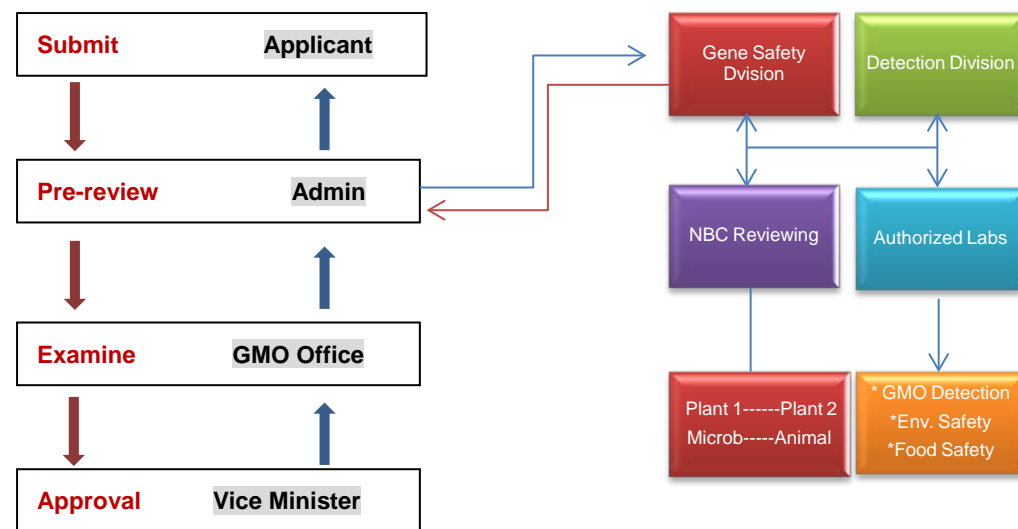 Submit Applicant
Pre-review Admin
Examine GMO Office
Approval Vice Minister
Gene Safety
Dvision
Detection Division
NBC Reviewing
Authorized Labs
Plant 1------Plant 2
Microb-----Animal
* GMO Detection
*Env. Safety
*Food Safety